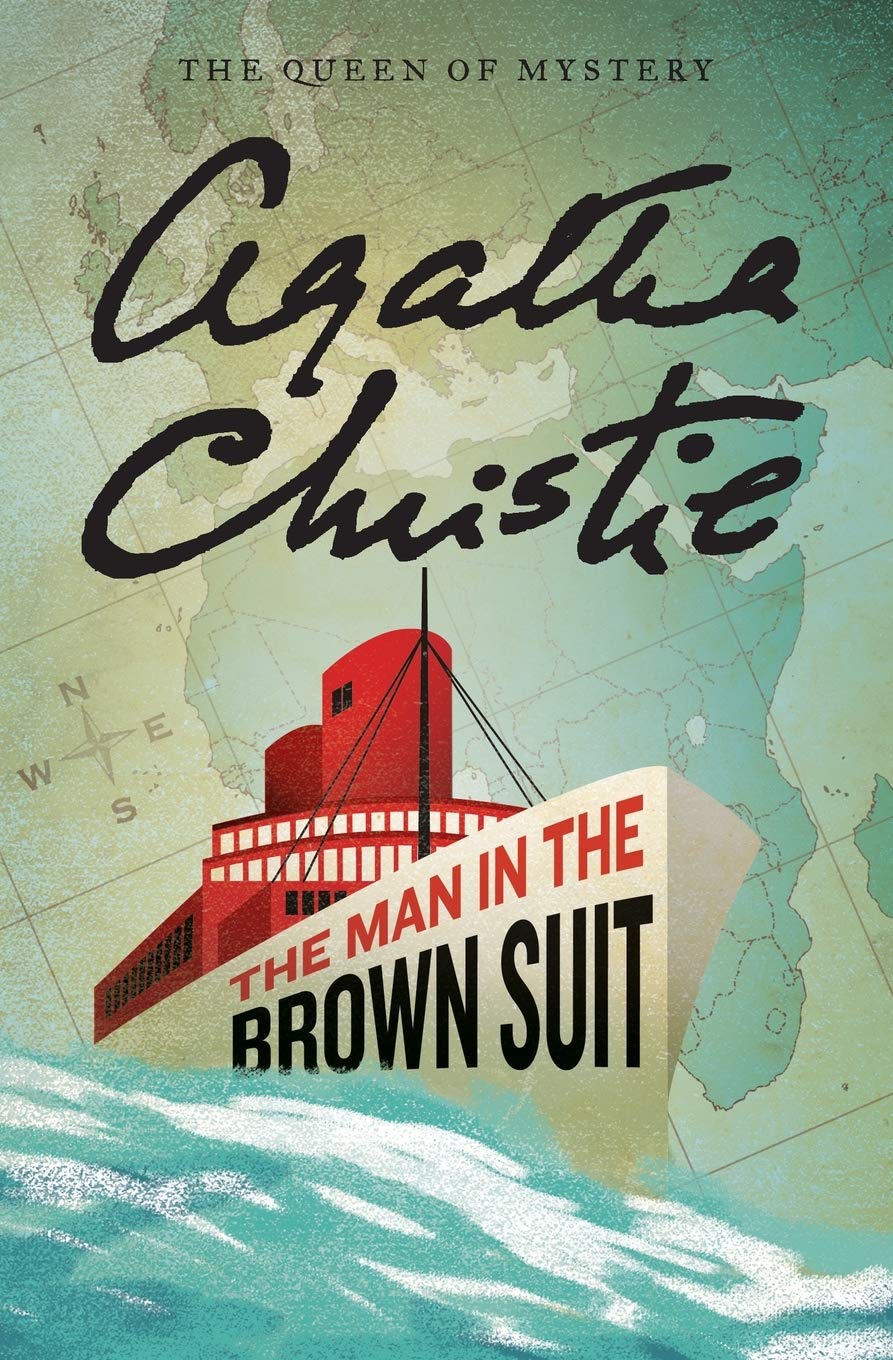 THE QUEEN OF MYSTERY
Agatha
Christie
N
W E
S
THE MAN IN THE
BROWN SUIT